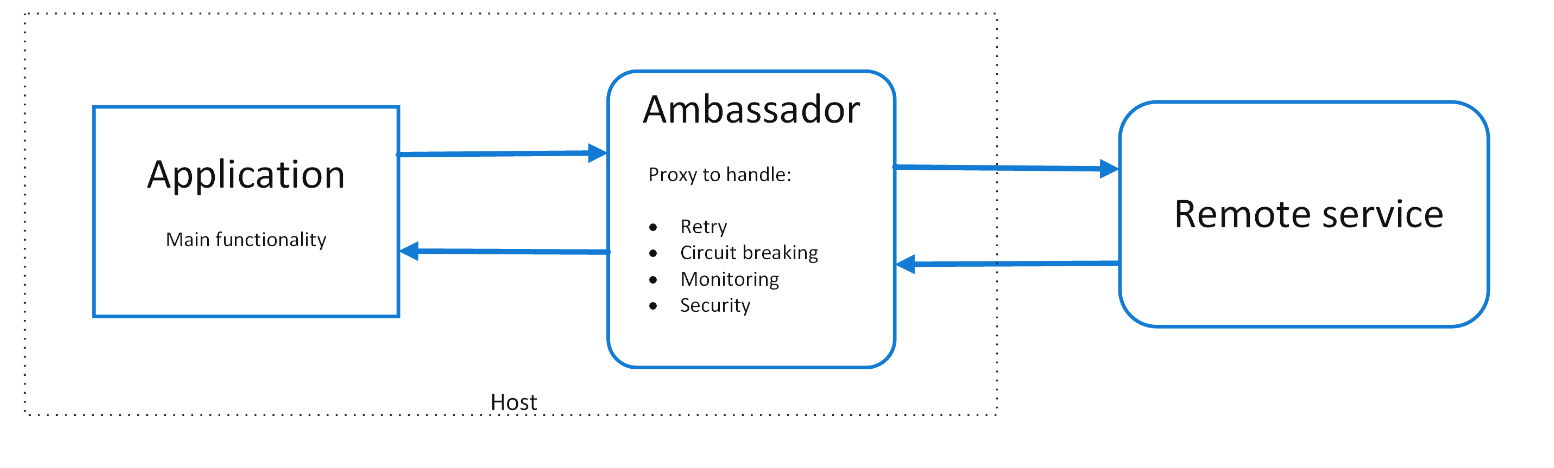 Application
Main functionality
Ambassador
Proxy to handle:
• Retry
• Circuit breaking
• Monitoring
• Security
Remote service
Host